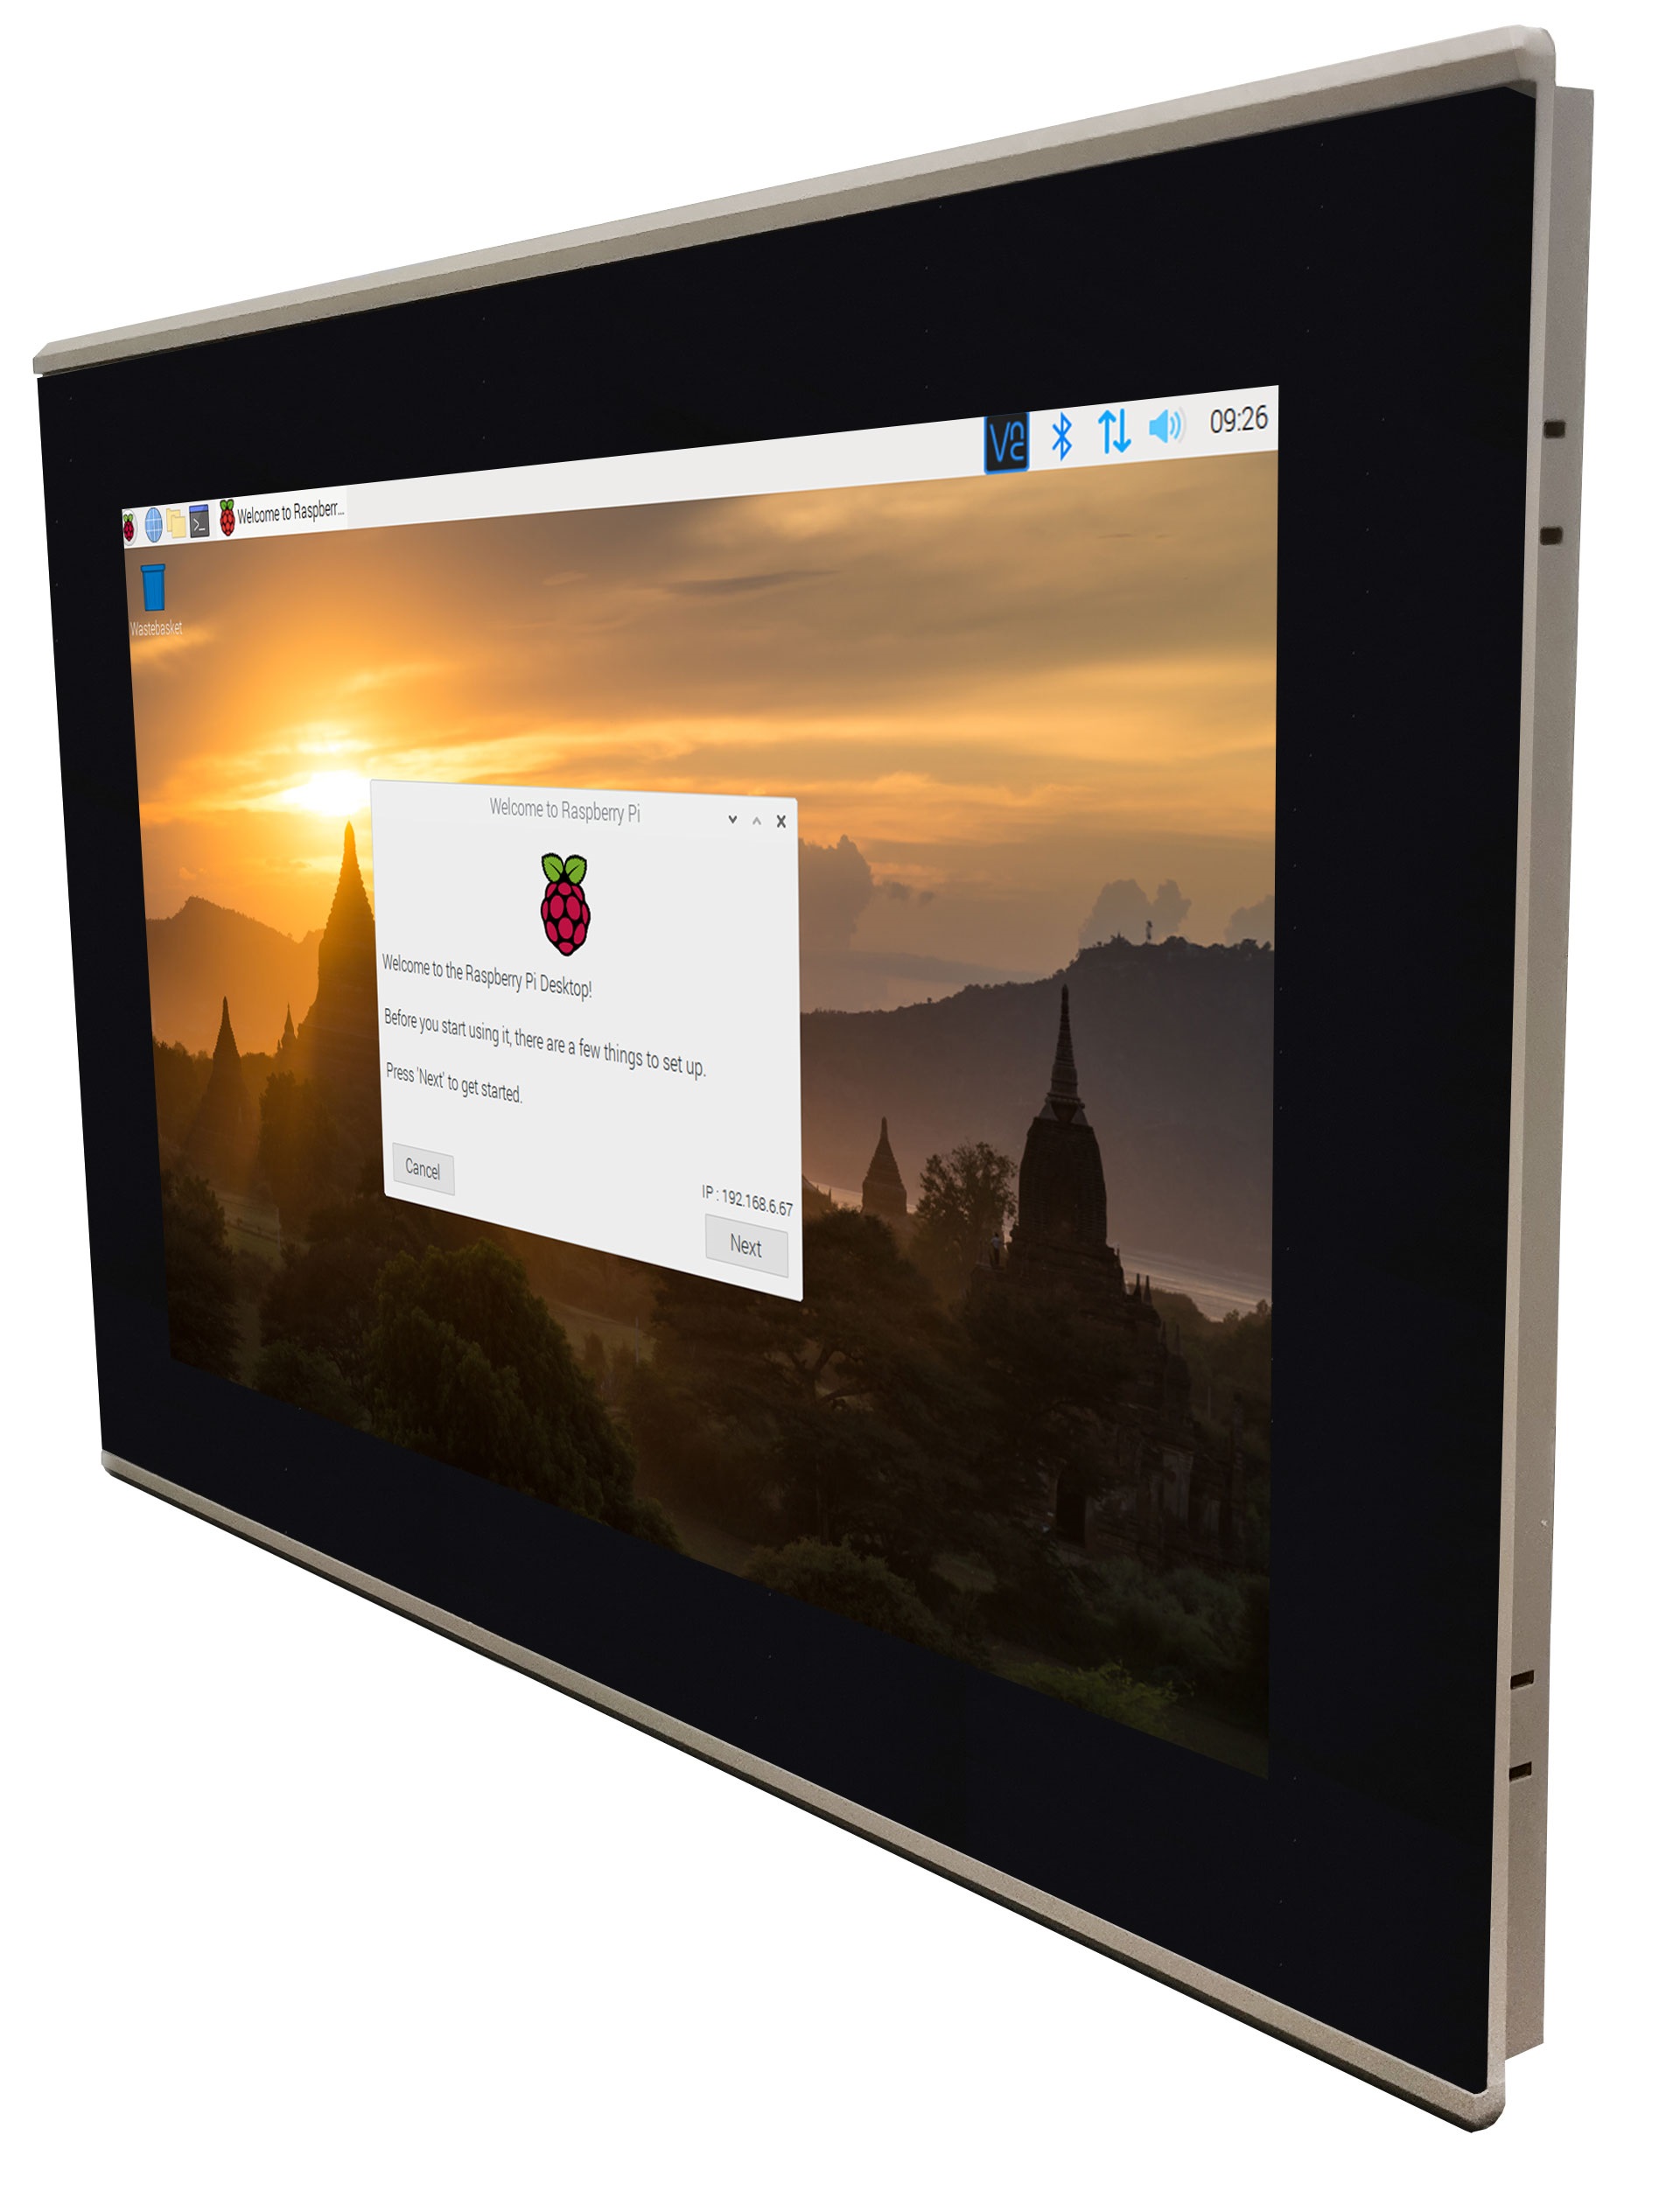 Welcome to Raspberr...
V2
09:26
Wastebasket
Welcome to Raspberry Pi
Welcome to the Raspberry Pi Desktop!
Before you start using it, there are a few things to set up.
Press 'Next' to get started.
Cancel
IP : 192.168.6.67
Next